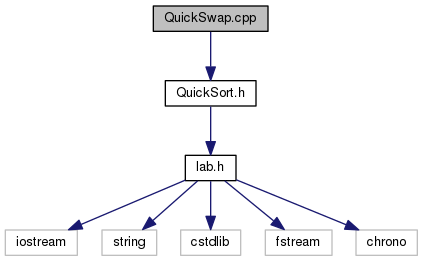 QuickSwap.cpp
QuickSort.h
lab.h
iostream
string
cstdlib
fstream
chrono